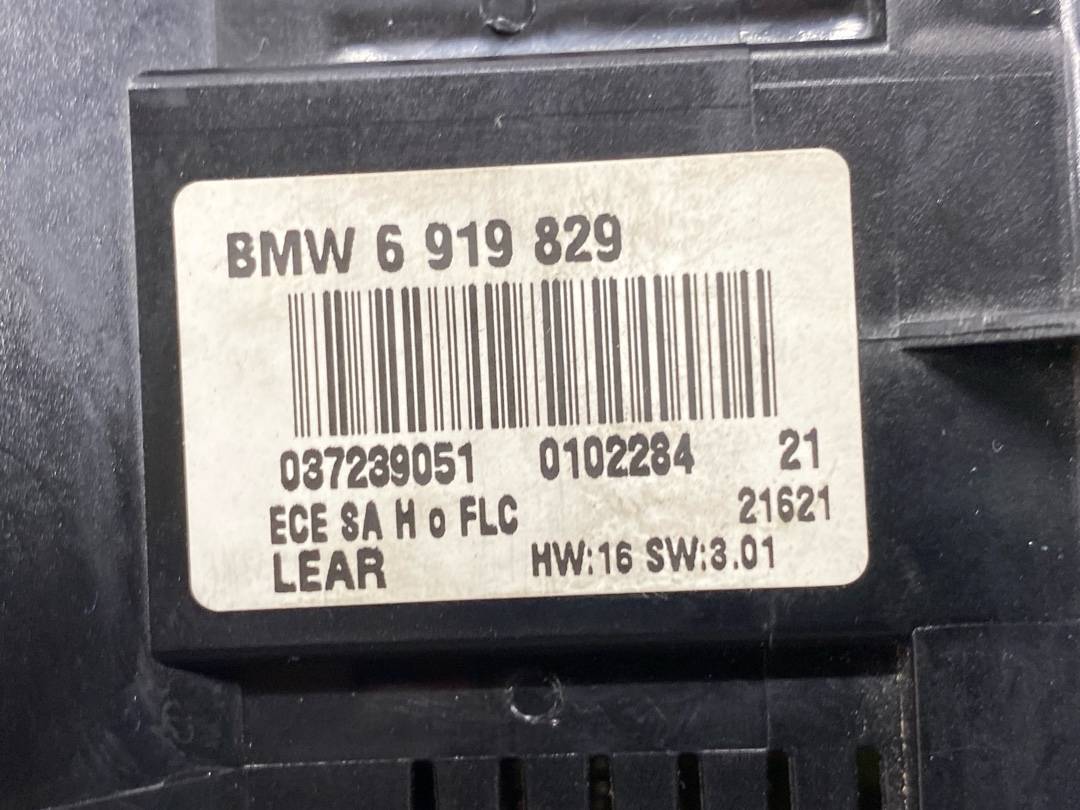 BMW 6 919 829
037239051 0102284 21
ECE SA H o FLC 21621
LEAR HW:16 SW:3.01